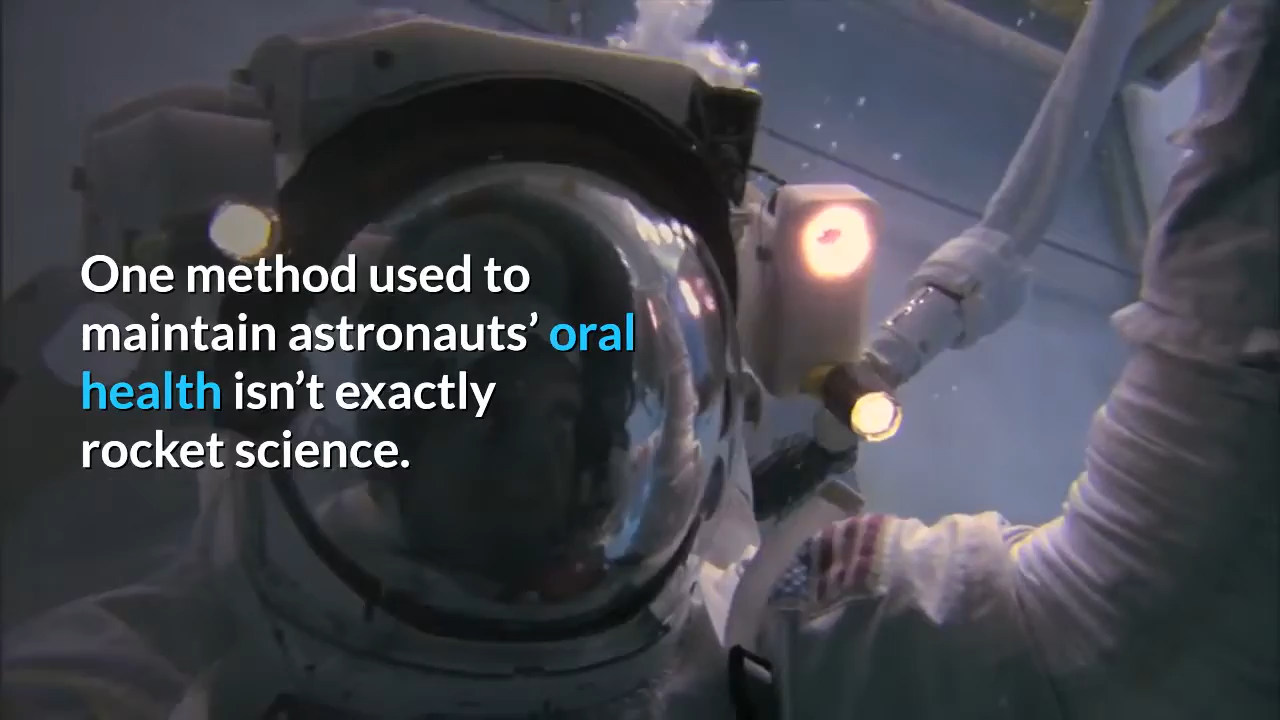 One method used to
maintain astronauts’ oral
health isn’t exactly
rocket science.